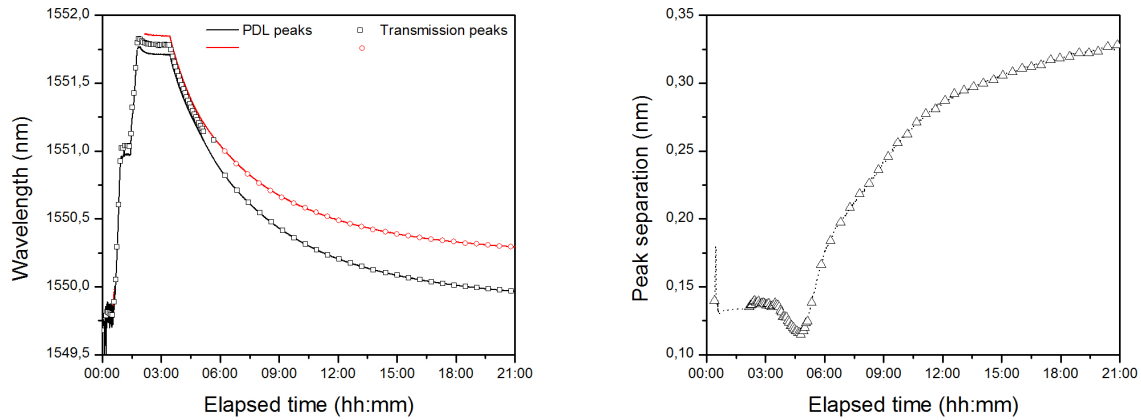 PDL peaks Transmission peaks
1552,0
1551,5
1551,0
1550,5
1550,0
1549,5
Wavelength (nm)
00:00 03:00 06:00 09:00 12:00 15:00 18:00 21:00
Elapsed time (hh:mm)
0,35
0,30
0,25
0,20
0,15
0,10
Peak separation (nm)
00:00 03:00 06:00 09:00 12:00 15:00 18:00 21:00
Elapsed time (hh:mm)